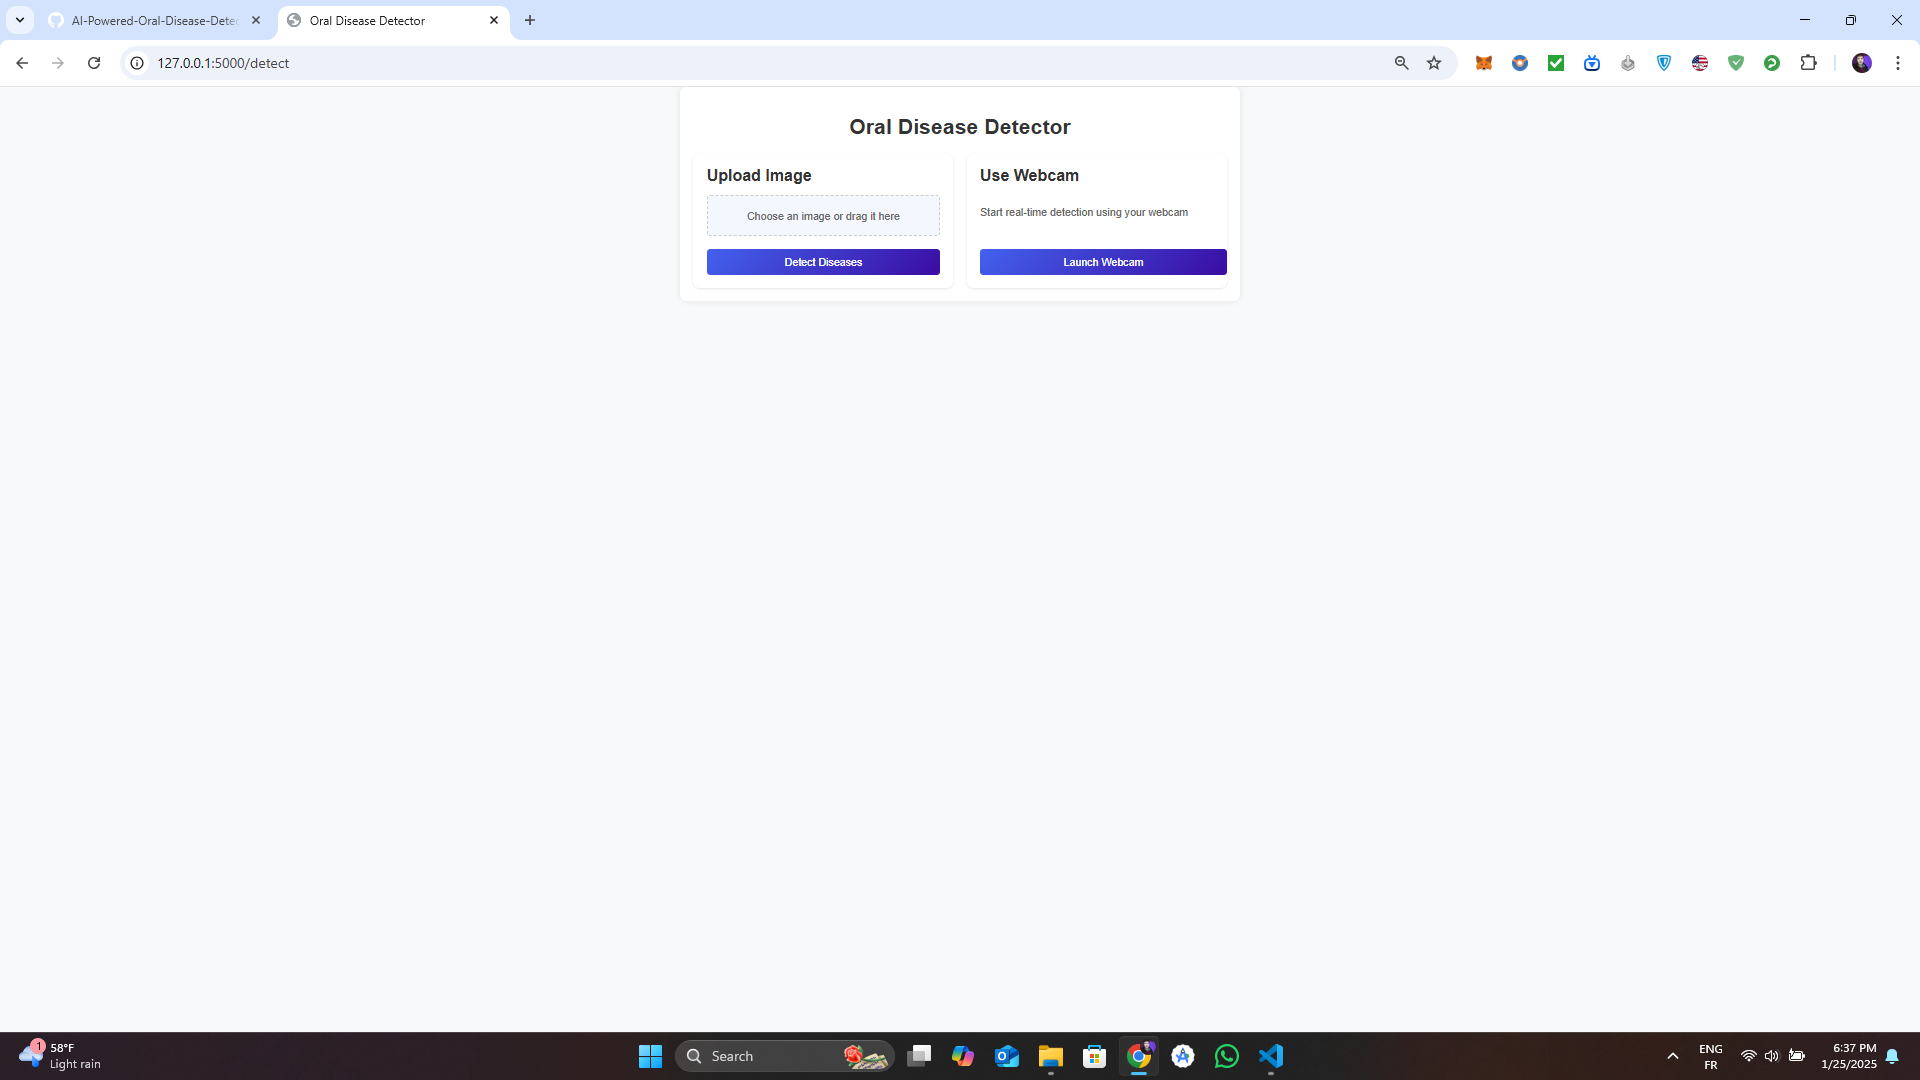 AI-Powered-Oral-Disease-Detec
Oral Disease Detector
127.0.0.1:5000/detect
Oral Disease Detector
Upload Image
Choose an image or drag it here
Detect Diseases
Use Webcam
Start real-time detection using your webcam
Launch Webcam
1
58°F
Light rain
Search
ENG
FR
6:37 PM
1/25/2025